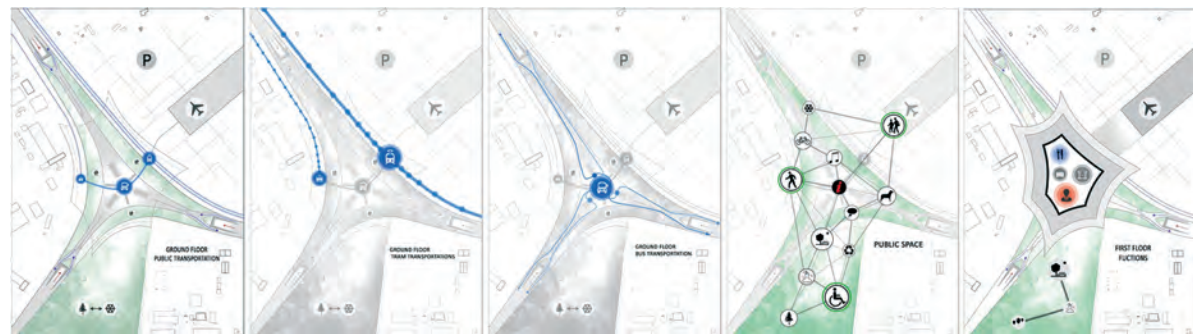 P
GROUND FLOOR
PUBLIC TRANSPORTATION
P
GROUND FLOOR
TRAM TRANSPORTATIONS
P
GROUND FLOOR
BUS TRANSPORTATION
P
i
PUBLIC SPACE
P
FIRST FLOOR
FUCTIONS